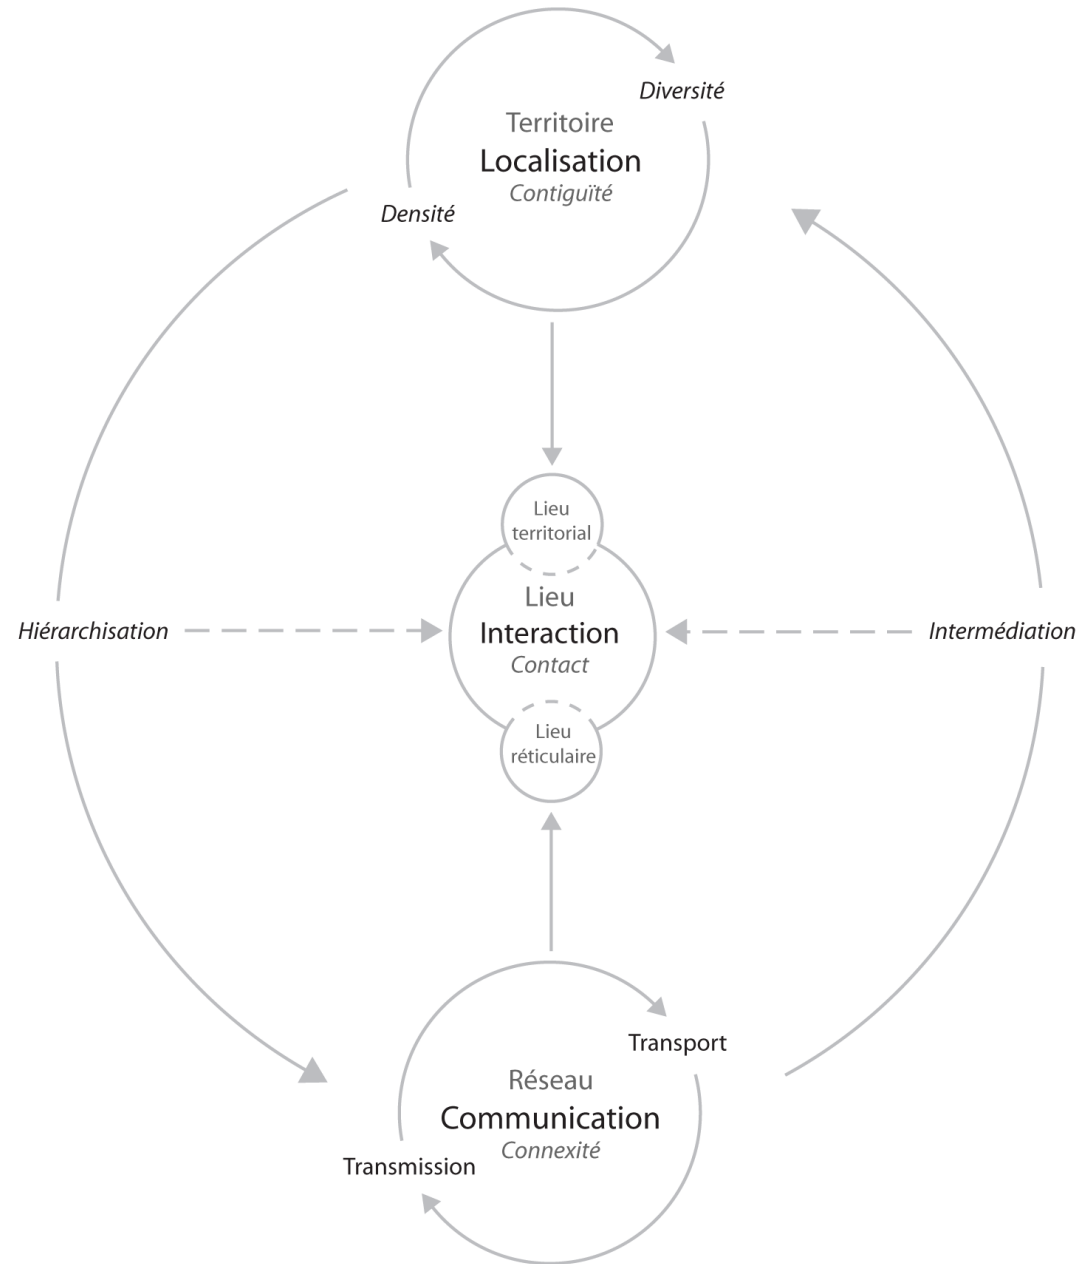 Diversité
Territoire
Localisation
Contiguïté
Densité
Lieu
territorial
Lieu
Interaction
Contact
Hiérarchisation
Intermédiation
Lieu
réticulaire
Transport
Réseau
Communication
Connexité
Transmission